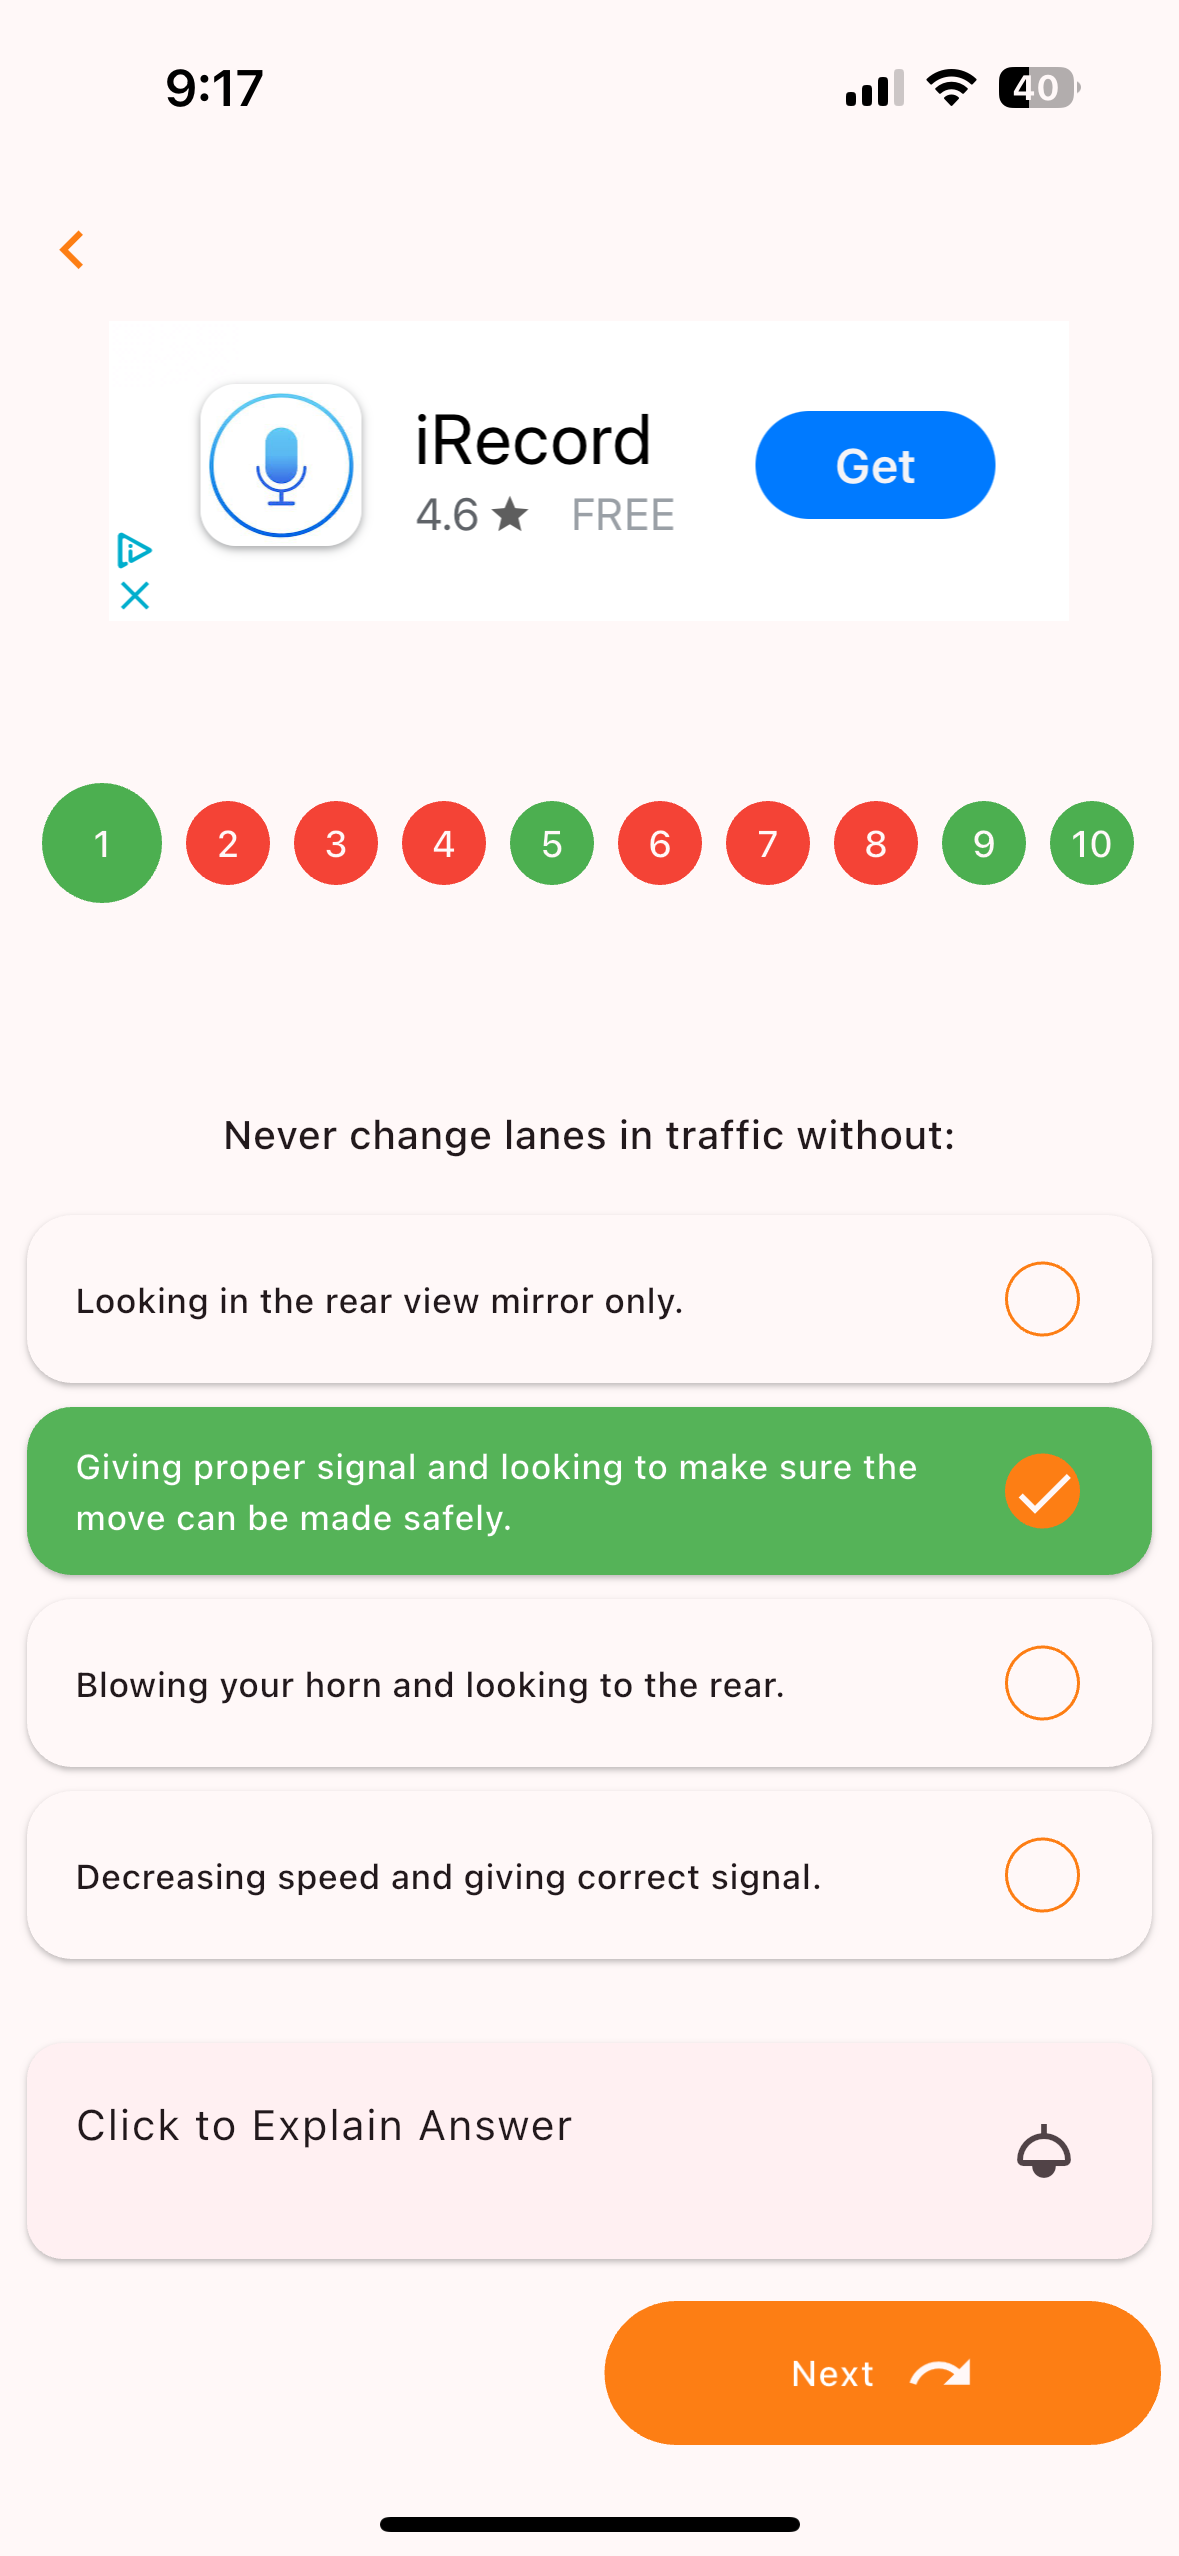 9:17
40
iRecord
4.6 ★ FREE
Get
1 2 3 4 5 6 7 8 9 10
Never change lanes in traffic without:
Looking in the rear view mirror only.
Giving proper signal and looking to make sure the
move can be made safely.
Blowing your horn and looking to the rear.
Decreasing speed and giving correct signal.
Click to Explain Answer
Next